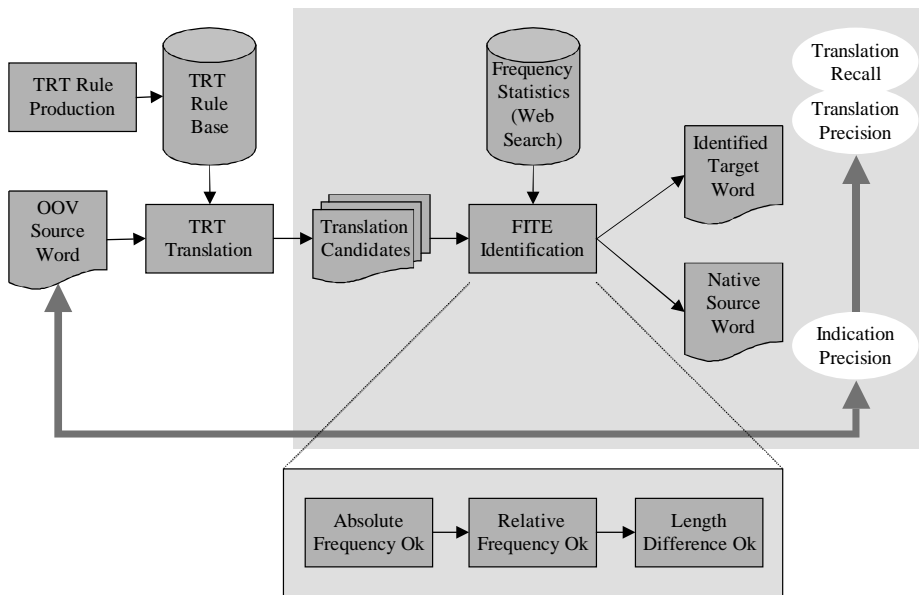 TRT Rule
Production
TRT
Rule
Base
Frequency
Statistics
(Web
Search)
Translation
Recall
Translation
Precision
Identified
Target
Word
OOV
Source
Word
TRT
Translation
Translation
Candidates
FITE
Identification
Native
Source
Word
Indication
Precision
Absolute
Frequency Ok
Relative
Frequency Ok
Length
Difference Ok